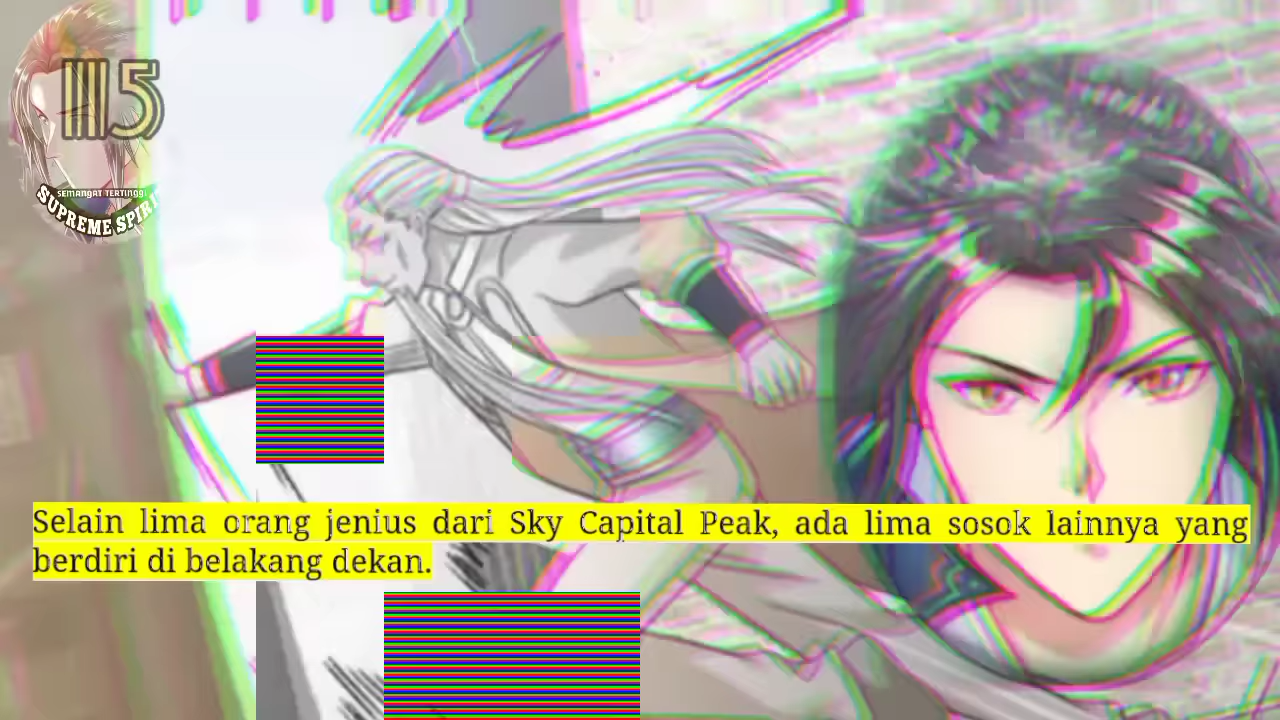 1115
SEMANGAT TERTINGGI
SUPREME SPIRIT
Selain lima orang jenius dari Sky Capital Peak, ada lima sosok lainnya yang
berdiri di belakang dekan.